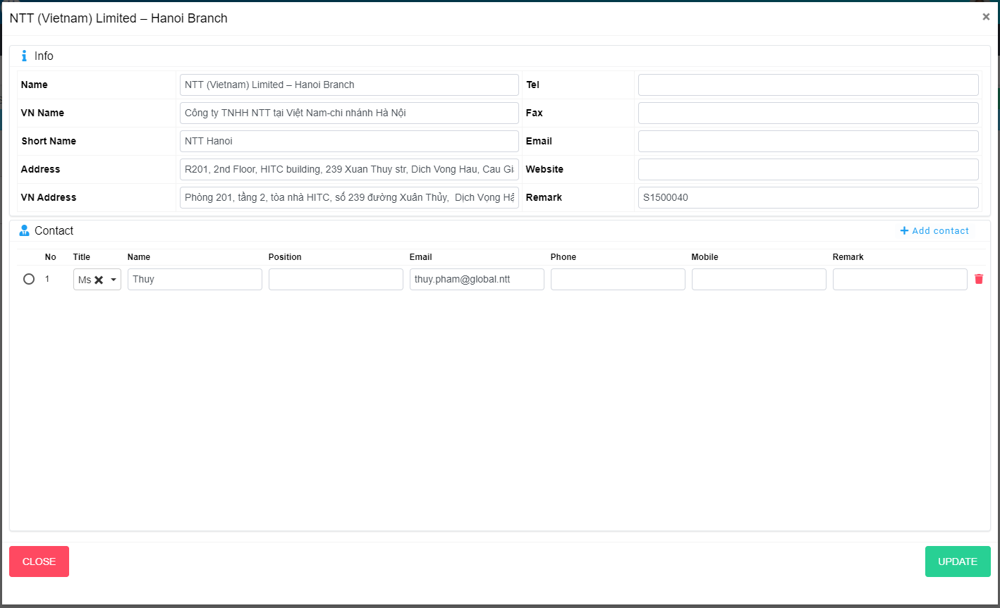 NTT (Vietnam) Limited – Hanoi Branch
×
Info
Name NTT (Vietnam) Limited – Hanoi Branch Tel
VN Name Công ty TNHH NTT tại Việt Nam-chi nhánh Hà Nội Fax
Short Name NTT Hanoi Email
Address R201, 2nd Floor, HITC building, 239 Xuan Thuy str, Dich Vong Hau, Cau Gi Website
VN Address Phòng 201, tầng 2, tòa nhà HITC, số 239 đường Xuân Thủy, Dịch Vọng Hậ Remark S1500040
Contact + Add contact
No Title Name Position Email Phone Mobile Remark
1 Ms Thuy thuy.pham@global.ntt
CLOSE UPDATE